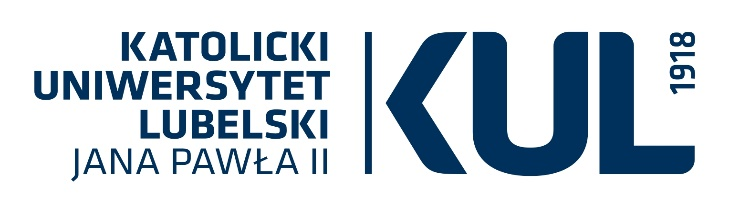 KATOLICKI
UNIWERSYTET
LUBELSKI
JANA PAWŁA II
KUL
1918